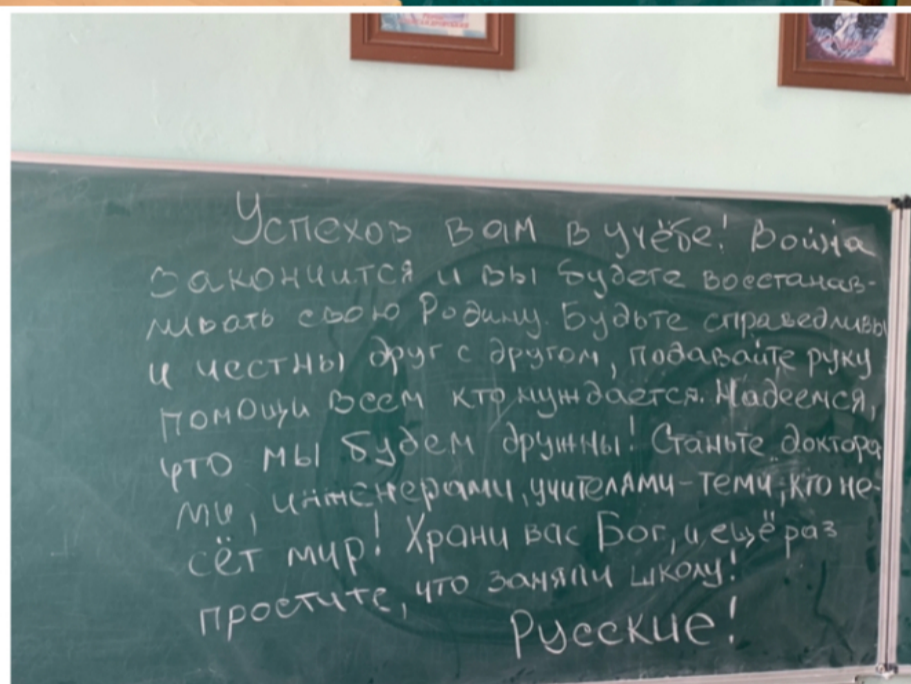 Успехов вам в учёбе! Война
закончится и вы будете восстанав-
ливать свою Родину. Будьте справедливы
и честны друг с другом, подавайте руку
помощи всем кто нуждается. Надеемся,
что мы будем дружны! Станьте доктора
ми, инженерами, учителями - теми, кто не-
сёт мир! Храни вас Бог, и ещё раз
простите, что заняли школу!
Русские!